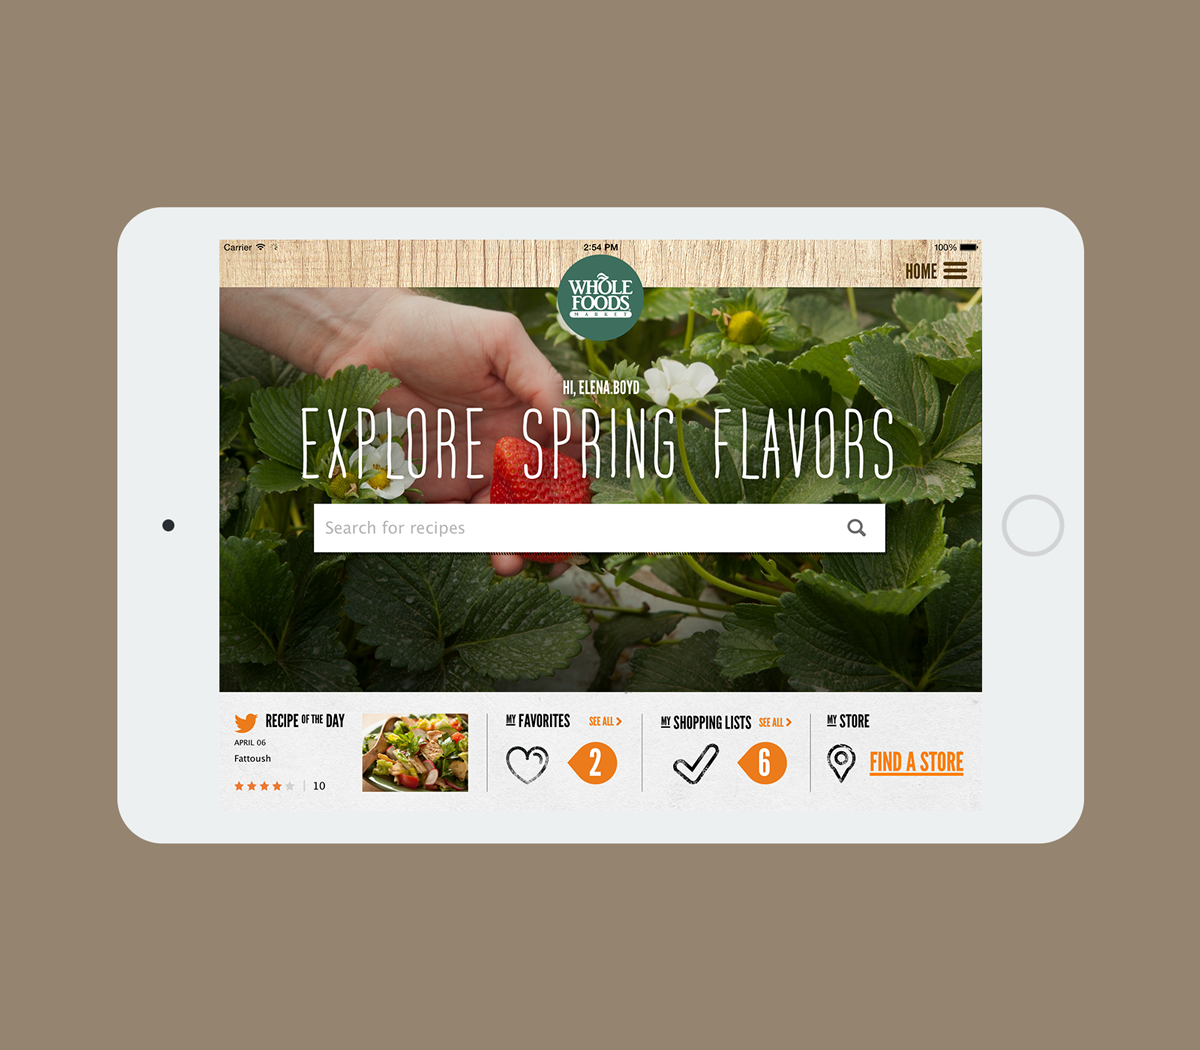 Carrier
2:54 PM
100%
HOME
WHOLE
FOODS
MARKET
HI, ELENA.BOYD
EXPLORE SPRING FLAVORS
Search for recipes
RECIPE OF THE DAY
APRIL 06
Fattoush
10
MY FAVORITES
SEE ALL
2
MY SHOPPING LISTS
SEE ALL
6
MY STORE
FIND A STORE